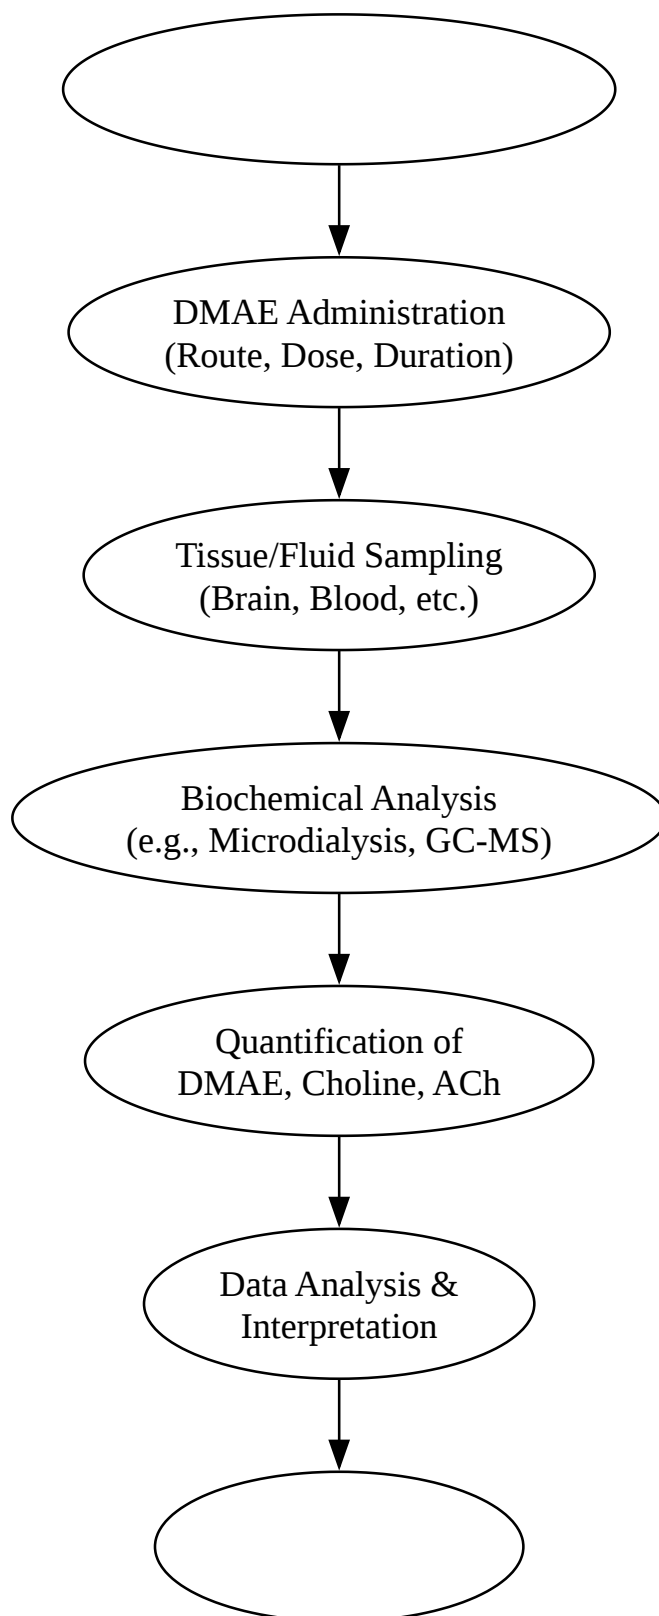 DMAE Administration
(Route, Dose, Duration)
Tissue/Fluid Sampling
(Brain, Blood, etc.)
Biochemical Analysis
(e.g., Microdialysis, GC-MS)
Quantification of
DMAE, Choline, ACh
Data Analysis &
Interpretation